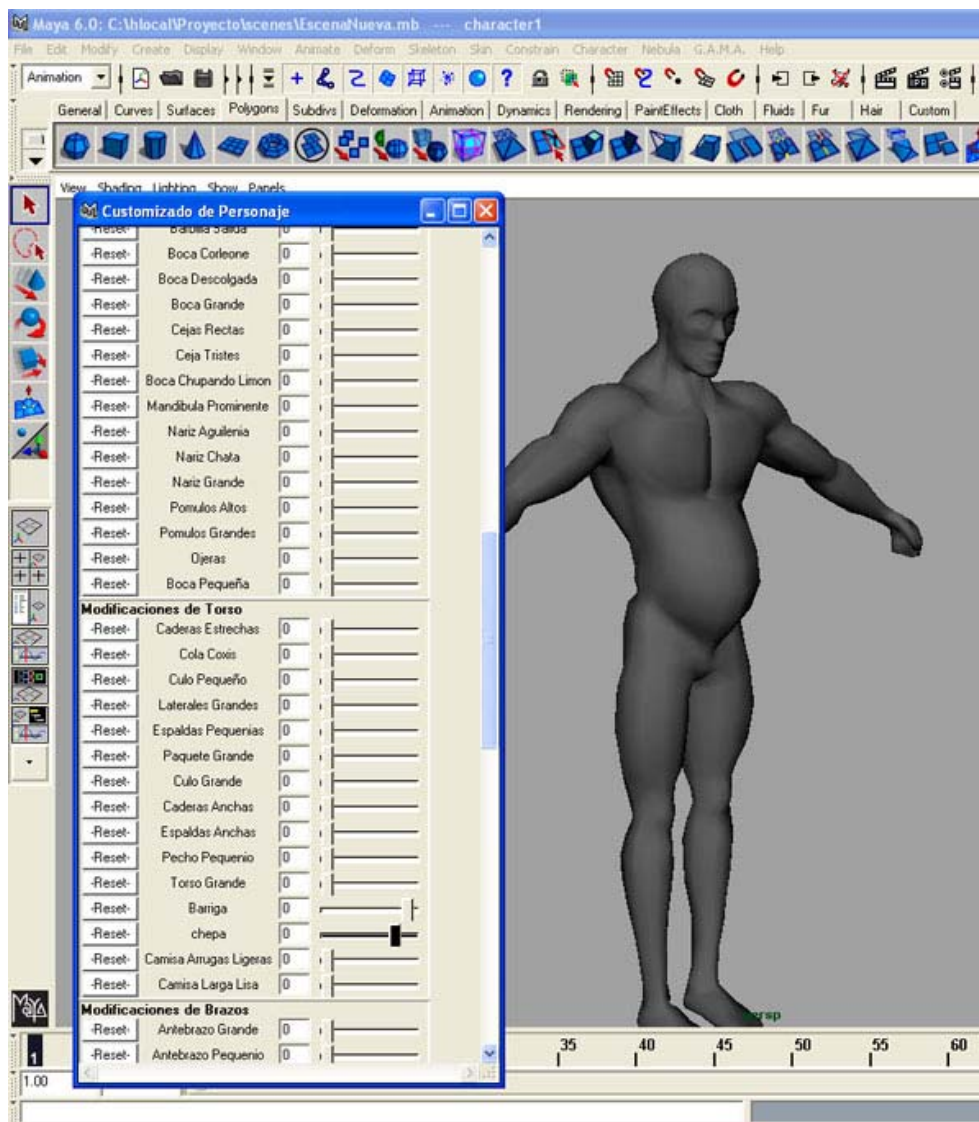 Maya 6.0: C:\hlocal\Proyecto\scenes\EscenaNueva.mb --- character1
File Edit Modify Create Display Window Animate Deform Skeleton Skin Constrain Character Nebula G.A.M.A. Help
Animation
General Curves Surfaces Polygons Subdivs Deformation Animation Dynamics Rendering PaintEffects Cloth Fluids Fur Hair Custom
View Shading Lighting Show Panels
Customizado de Personaje
-Reset- Barbilla Salida 0
-Reset- Boca Corleone 0
-Reset- Boca Descolgada 0
-Reset- Boca Grande 0
-Reset- Cejas Rectas 0
-Reset- Ceja Tristes 0
-Reset- Boca Chupando Limon 0
-Reset- Mandibula Prominente 0
-Reset- Nariz Aguilenia 0
-Reset- Nariz Chata 0
-Reset- Nariz Grande 0
-Reset- Pomulos Altos 0
-Reset- Pomulos Grandes 0
-Reset- Ojeras 0
-Reset- Boca Pequeña 0
Modificaciones de Torso
-Reset- Caderas Estrechas 0
-Reset- Cola Coxis 0
-Reset- Culo Pequeño 0
-Reset- Laterales Grandes 0
-Reset- Espaldas Pequenias 0
-Reset- Paquete Grande 0
-Reset- Culo Grande 0
-Reset- Caderas Anchas 0
-Reset- Espaldas Anchas 0
-Reset- Pecho Pequenio 0
-Reset- Torso Grande 0
-Reset- Barriga 0
-Reset- chepa 0
-Reset- Camisa Arrugas Ligeras 0
-Reset- Camisa Larga Lisa 0
Modificaciones de Brazos
-Reset- Antebrazo Grande 0
-Reset- Antebrazo Pequenio 0
Maya
persp
1 35 40 45 50 55 60
1.00